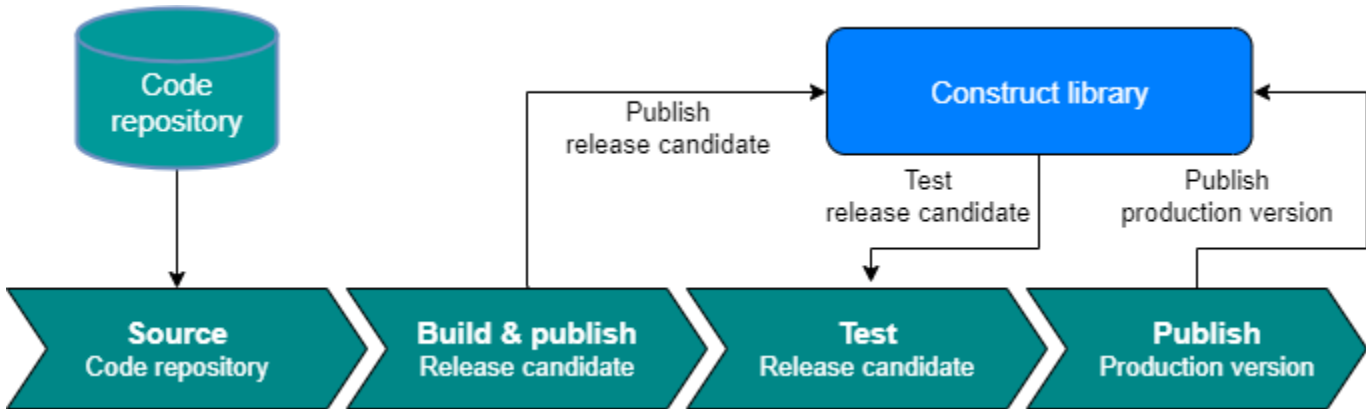 Code
repository
Construct library
Publish
release candidate
Test
release candidate
Publish
production version
Source
Code repository
Build & publish
Release candidate
Test
Release candidate
Publish
Production version